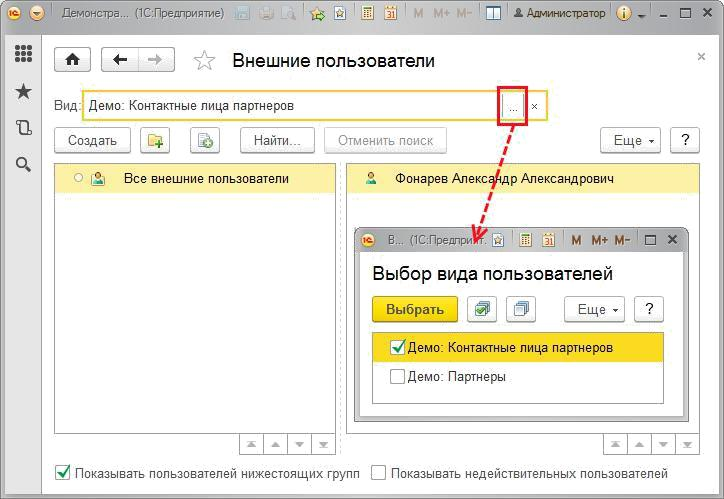 Демонстра... (1С:Предприятие)
31
M M+ M-
Администратор
Внешние пользователи
Вид: Демо: Контактные лица партнеров ... ×
Создать Найти... Отменить поиск Еще ?
Все внешние пользователи
Фонарев Александр Александрович
В... (1С:Предприят...
31
M M+ M-
Выбор вида пользователей
Выбрать Еще ?
Демо: Контактные лица партнеров
Демо: Партнеры
Показывать пользователей нижестоящих групп Показывать недействительных пользователей